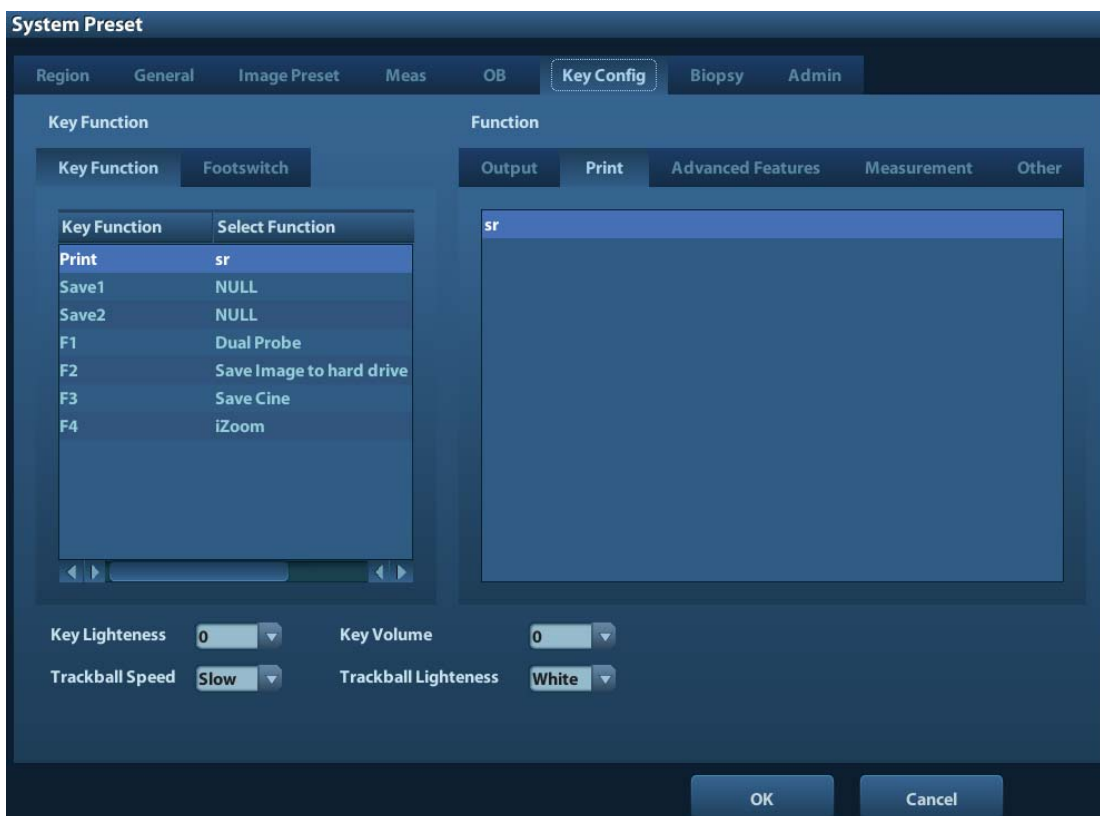 System Preset
Region General Image Preset Meas OB Key Config Biopsy Admin
Key Function
Key Function Footswitch
Key Function Select Function
Print sr
Save1 NULL
Save2 NULL
F1 Dual Probe
F2 Save Image to hard drive
F3 Save Cine
F4 iZoom
Function
Output Print Advanced Features Measurement Other
sr
Key Lighteness 0 Key Volume 0
Trackball Speed Slow Trackball Lighteness White
OK Cancel